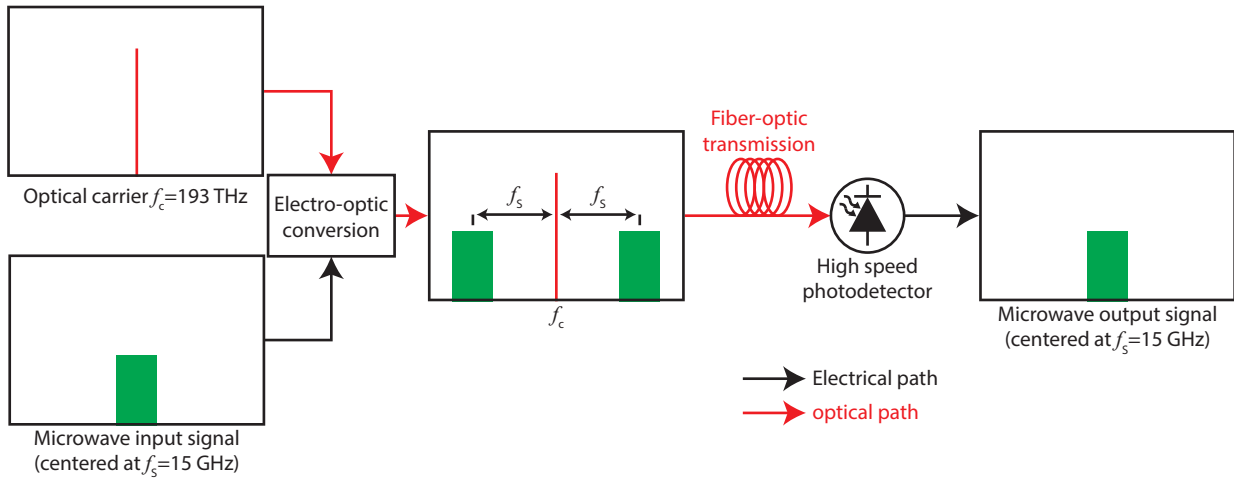 Optical carrier fc=193 THz
Microwave input signal
(centered at fS=15 GHz)
Electro-optic
conversion
fS
fS
fc
Fiber-optic
transmission
High speed
photodetector
Microwave output signal
(centered at fS=15 GHz)
Electrical path
optical path